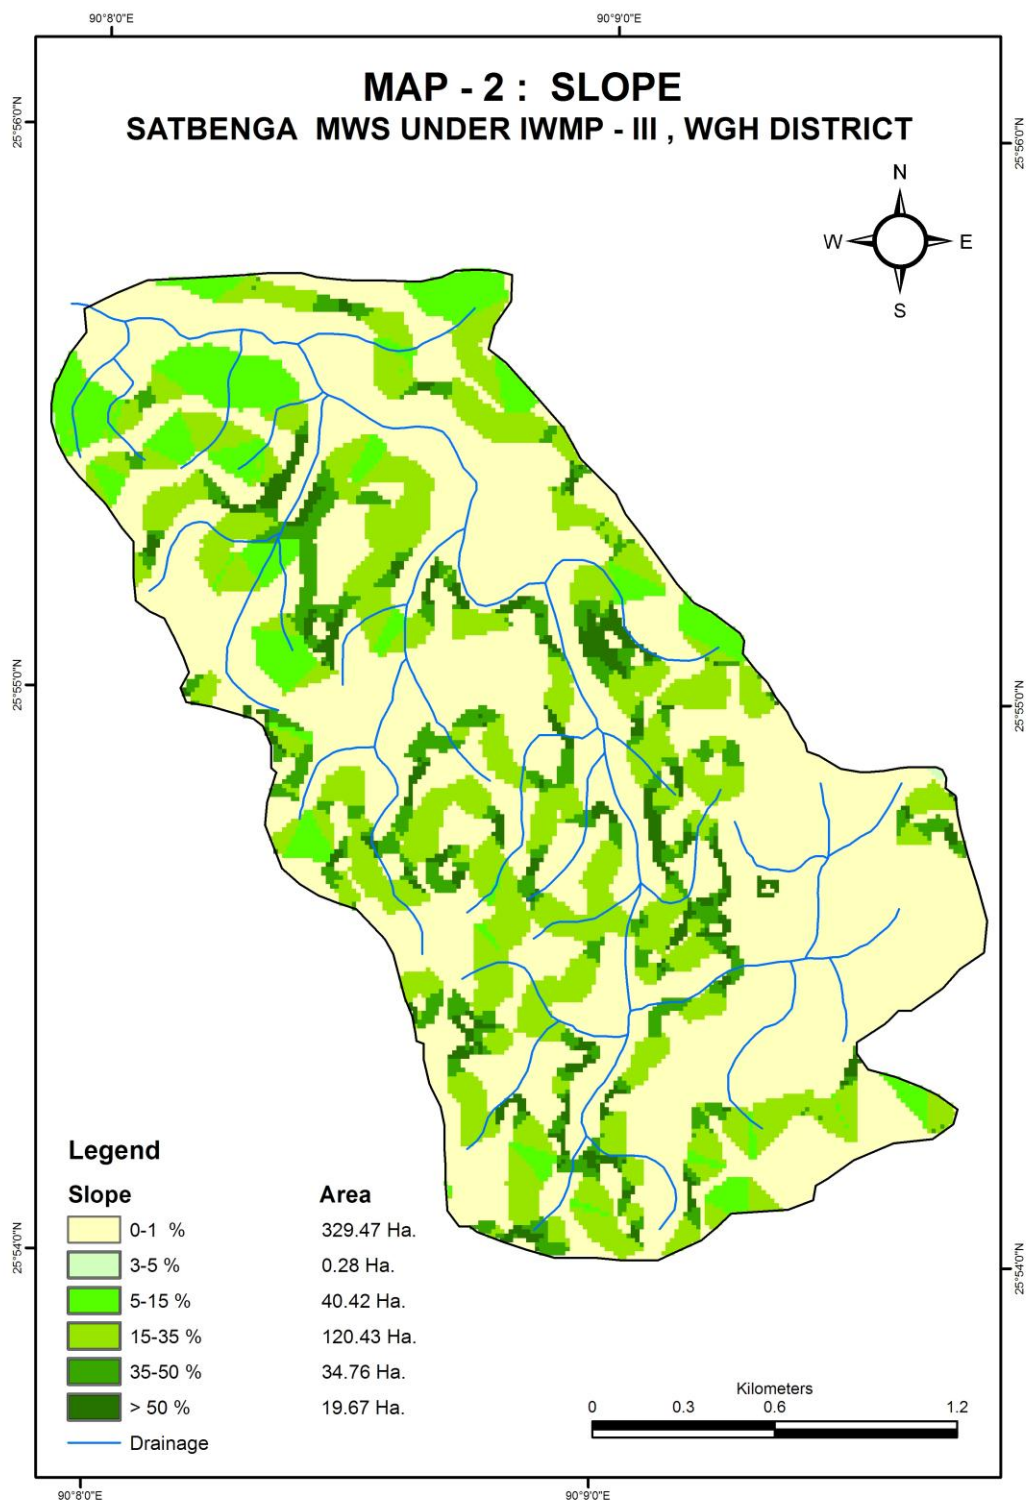 90°8'0"E 90°9'0"E
MAP - 2 : SLOPE
SATBENGA MWS UNDER IWMP - III , WGH DISTRICT
25°56'0"N
25°56'0"N
N
W E
S
25°55'0"N
25°55'0"N
Legend
Slope Area
0-1 % 329.47 Ha.
3-5 % 0.28 Ha.
5-15 % 40.42 Ha.
15-35 % 120.43 Ha.
35-50 % 34.76 Ha.
> 50 % 19.67 Ha.
Drainage
25°54'0"N
25°54'0"N
Kilometers
0 0.3 0.6 1.2
90°8'0"E 90°9'0"E